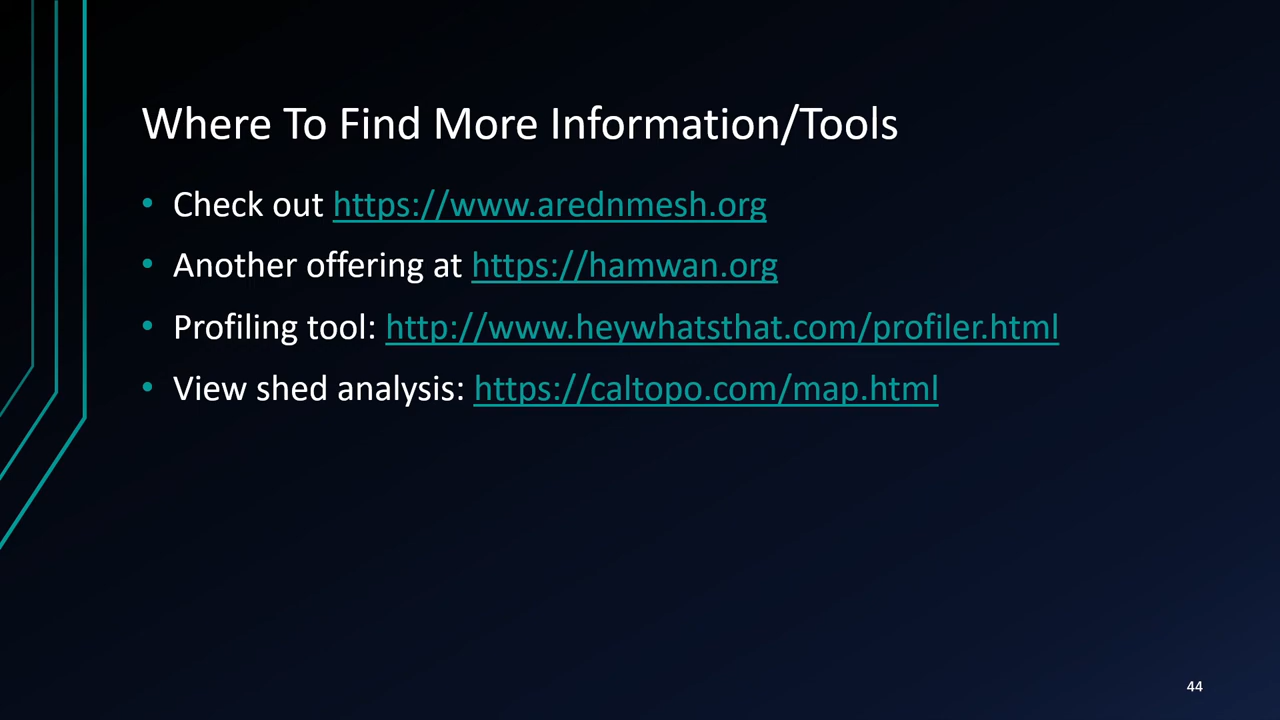 Where To Find More Information/Tools
• Check out https://www.arednmesh.org
• Another offering at https://hamwan.org
• Profiling tool: http://www.heywhatsthat.com/profiler.html
• View shed analysis: https://caltopo.com/map.html
44